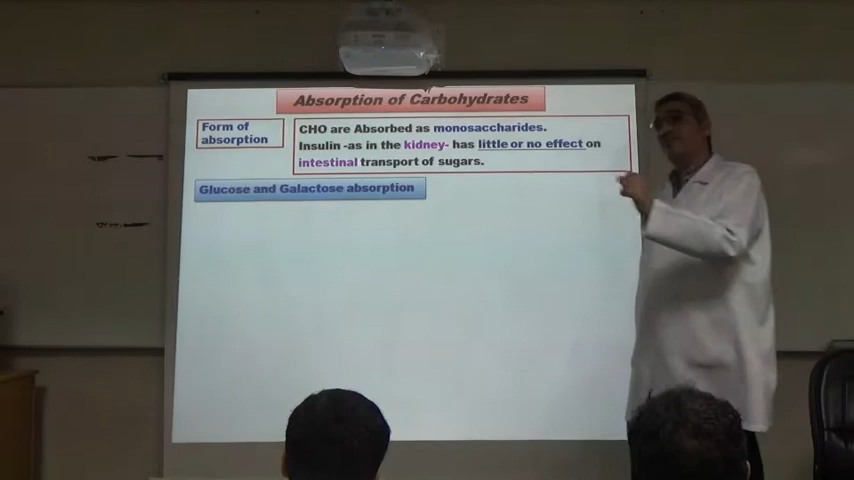 Absorption of Carbohydrates
Form of
absorption
CHO are Absorbed as monosaccharides.
Insulin -as in the kidney- has little or no effect on
intestinal transport of sugars.
Glucose and Galactose absorption